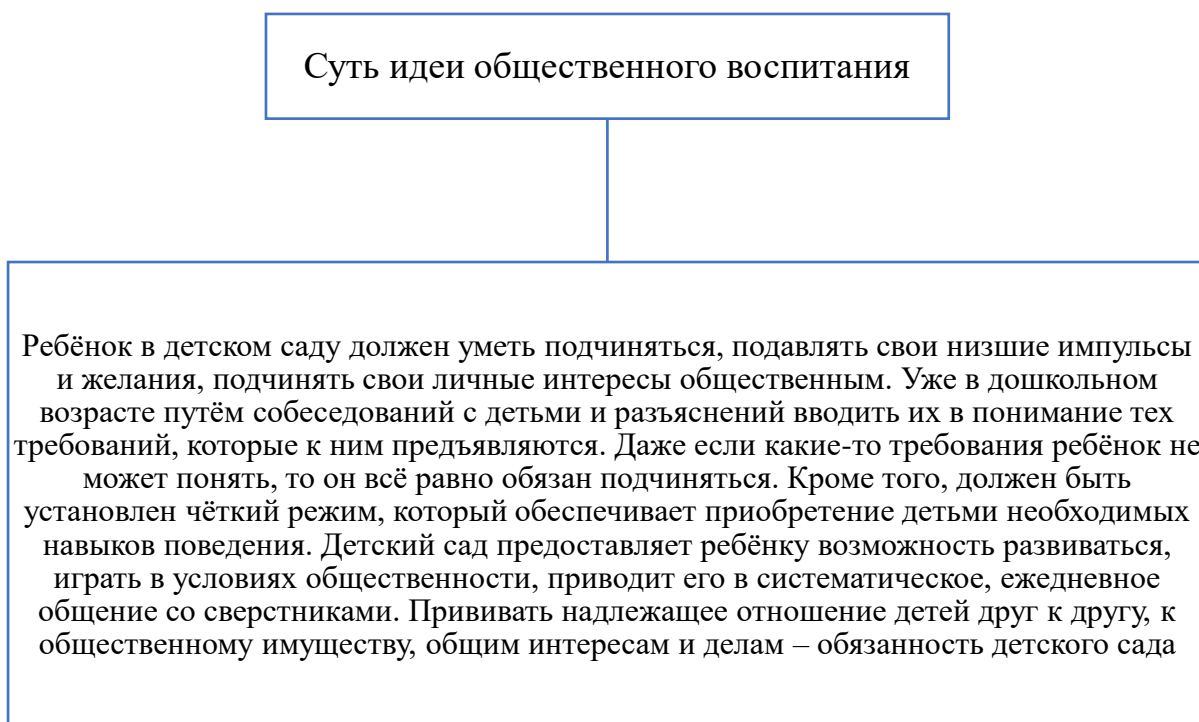 Суть идеи общественного воспитания
Ребёнок в детском саду должен уметь подчиняться, подавлять свои низшие импульсы
и желания, подчинять свои личные интересы общественным. Уже в дошкольном
возрасте путём собеседований с детьми и разъяснений вводить их в понимание тех
требований, которые к ним предъявляются. Даже если какие-то требования ребёнок не
может понять, то он всё равно обязан подчиняться. Кроме того, должен быть
установлен чёткий режим, который обеспечивает приобретение детьми необходимых
навыков поведения. Детский сад предоставляет ребёнку возможность развиваться,
играть в условиях общественности, приводит его в систематическое, ежедневное
общение со сверстниками. Прививать надлежащее отношение детей друг к другу, к
общественному имуществу, общим интересам и делам – обязанность детского сада